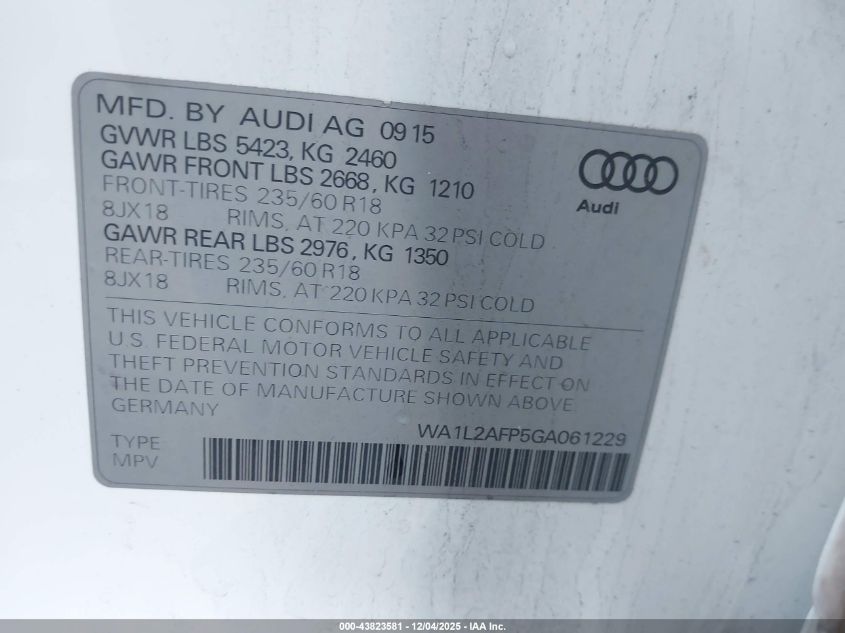 MFD. BY AUDI AG 09 15
GVWR LBS 5423, KG 2460
GAWR FRONT LBS 2668, KG 1210
FRONT-TIRES 235/60 R18
8JX18 RIMS, AT 220 KPA 32 PSI COLD
GAWR REAR LBS 2976, KG 1350
REAR-TIRES 235/60 R18
8JX18 RIMS, AT 220 KPA 32 PSI COLD
Audi
THIS VEHICLE CONFORMS TO ALL APPLICABLE
U.S. FEDERAL MOTOR VEHICLE SAFETY AND
THEFT PREVENTION STANDARDS IN EFFECT ON
THE DATE OF MANUFACTURE SHOWN ABOVE
GERMANY
WA1L2AFP5GA061229
TYPE
MPV
000-43823581 - 12/04/2025 - IAA Inc.